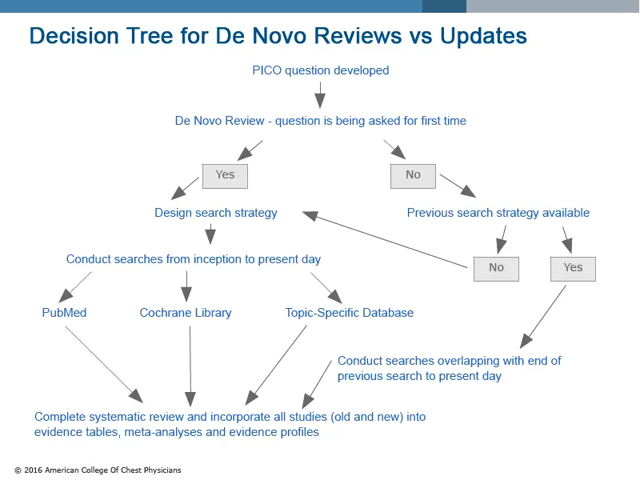 Decision Tree for De Novo Reviews vs Updates
PICO question developed
De Novo Review - question is being asked for first time
Yes
No
Design search strategy
Previous search strategy available
Conduct searches from inception to present day
No
Yes
PubMed
Cochrane Library
Topic-Specific Database
Conduct searches overlapping with end of
previous search to present day
Complete systematic review and incorporate all studies (old and new) into
evidence tables, meta-analyses and evidence profiles
© 2016 American College Of Chest Physicians